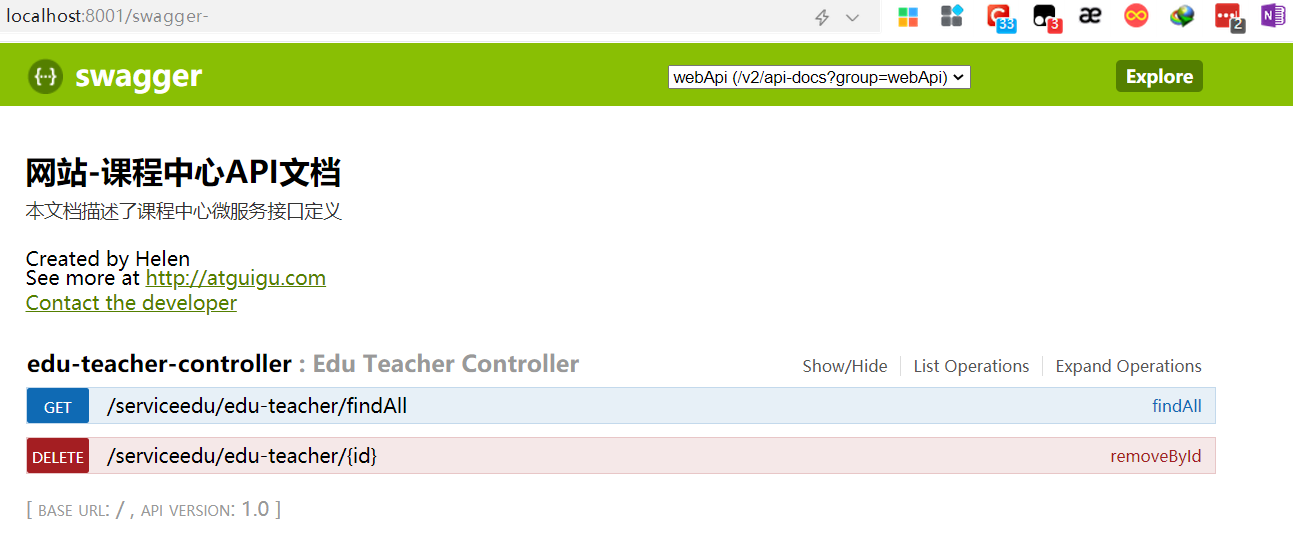 localhost:8001/swagger-
33
3
æ
2
N
{··} swagger
webApi (/v2/api-docs?group=webApi)
Explore
网站-课程中心API文档
本文档描述了课程中心微服务接口定义
Created by Helen
See more at http://atguigu.com
Contact the developer
edu-teacher-controller : Edu Teacher Controller
Show/Hide
List Operations
Expand Operations
GET /serviceedu/edu-teacher/findAll findAll
DELETE /serviceedu/edu-teacher/{id} removeById
[ BASE URL: / , API VERSION: 1.0 ]